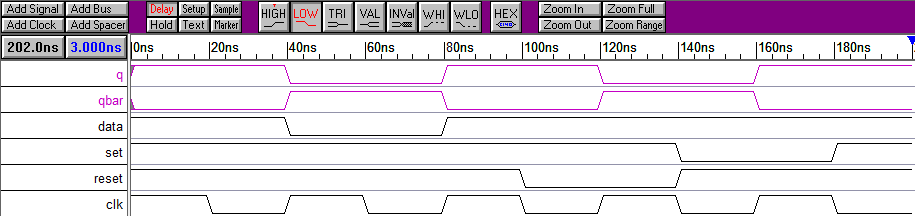 Add Signal Add Bus Delay Setup Sample HIGH LOW TRI VAL INVal WHI WLO HEX Zoom In Zoom Full
Add Clock Add Spacer Hold Text Marker Zoom Out Zoom Range
202.0ns 3.000ns 0ns 20ns 40ns 60ns 80ns 100ns 120ns 140ns 160ns 180ns
q
qbar
data
set
reset
clk